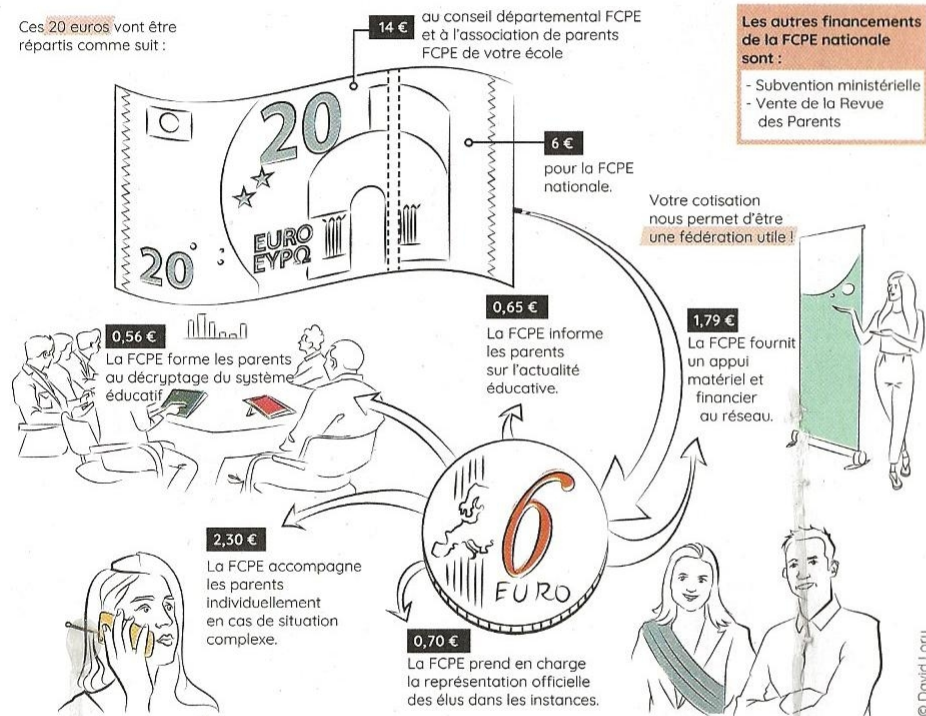 Ces 20 euros vont être
répartis comme suit :
14 €
au conseil départemental FCPE
et à l'association de parents
FCPE de votre école
Les autres financements
de la FCPE nationale
sont :
- Subvention ministérielle
- Vente de la Revue
des Parents
20
20
EURO
ΕΥΡΩ
6 €
pour la FCPE
nationale.
Votre cotisation
nous permet d'être
une fédération utile !
0,56 €
La FCPE forme les parents
au décryptage du système
éducatif
0,65 €
La FCPE informe
les parents
sur l'actualité
éducative.
1,79 €
La FCPE fournit
un appui
matériel et
financier
au réseau.
2,30 €
La FCPE accompagne
les parents
individuellement
en cas de situation
complexe.
6
EURO
0,70 €
La FCPE prend en charge
la représentation officielle
des élus dans les instances.
© David Lory